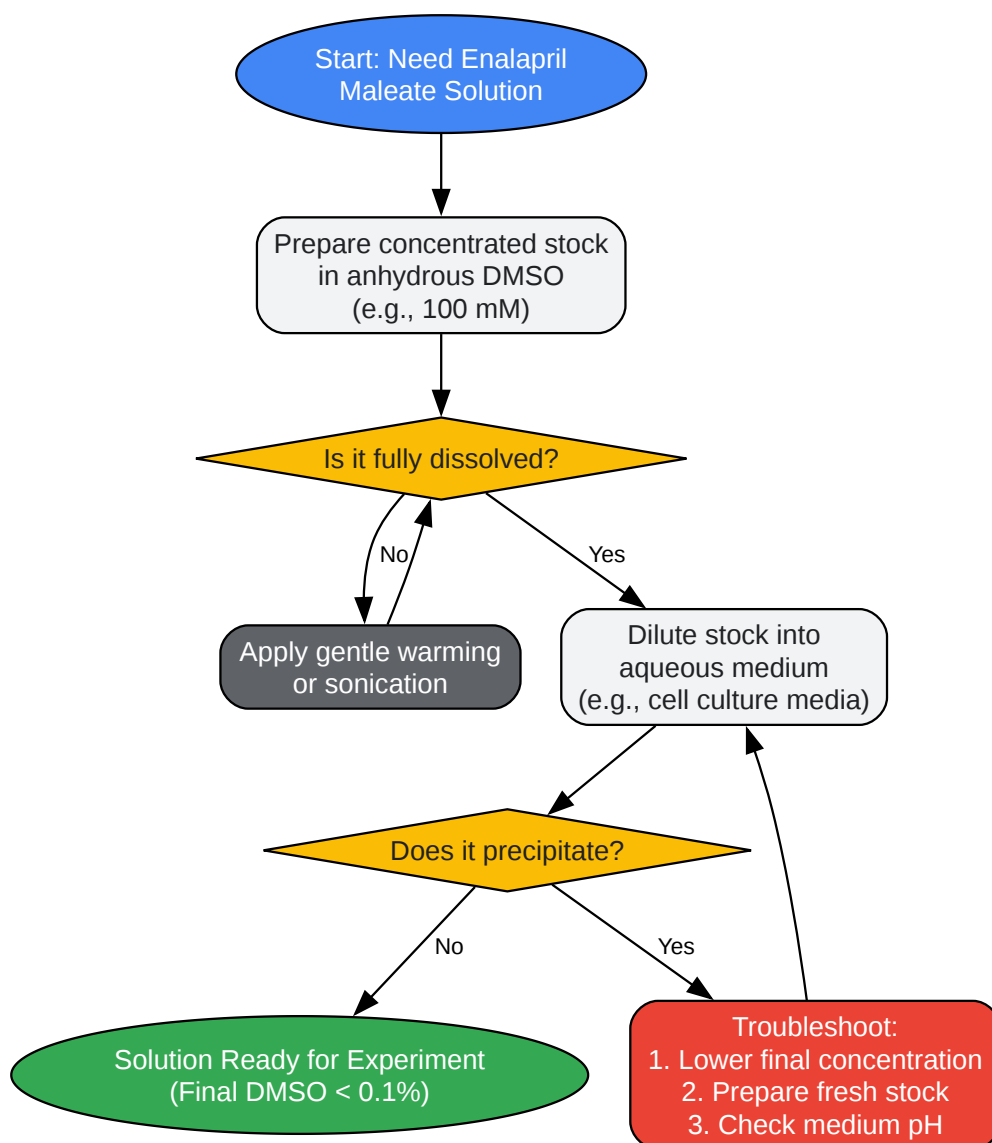 Start: Need Enalapril
Maleate Solution
Prepare concentrated stock
in anhydrous DMSO
(e.g., 100 mM)
Is it fully dissolved?
No
Yes
Apply gentle warming
or sonication
Dilute stock into
aqueous medium
(e.g., cell culture media)
Does it precipitate?
No
Yes
Solution Ready for Experiment
(Final DMSO < 0.1%)
Troubleshoot:
1. Lower final concentration
2. Prepare fresh stock
3. Check medium pH